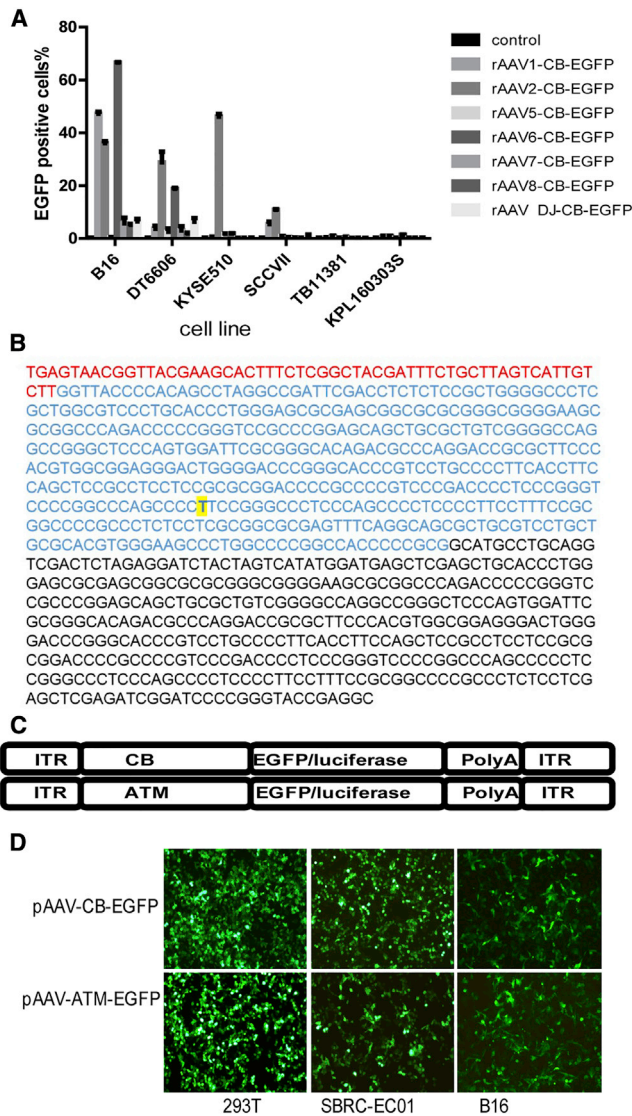 A
EGFP positive cells%
80
60
40
20
0
B16
DT6606
KYSE510
SCCVII
TB11381
KPL160303S
cell line
control
rAAV1-CB-EGFP
rAAV2-CB-EGFP
rAAV5-CB-EGFP
rAAV6-CB-EGFP
rAAV7-CB-EGFP
rAAV8-CB-EGFP
rAAV DJ-CB-EGFP
B
TGAGTAACGGTTACGAAGCACTTTCTCGGCTACGATTTCTGCTTAGTCATTGT
CTTGGTTACCCCACAGCCTAGGCCGATTCGACCTCTCTCCGCTGGGGCCCTC
GCTGGCGTCCCTGCACCCTGGGAGCGCGAGCGGCGCGCGGGCGGGGAAGC
GCGGCCCAGACCCCCGGGTCCGCCCGGAGCAGCTGCGCTGTCGGGGCCAG
GCCGGGCTCCCAGTGGATTCGCGGGCACAGACGCCCAGGACCGCGCTTCCC
ACGTGGCGGAGGGACTGGGGACCCGGGCACCCGTCCTGCCCCTTCACCTTC
CAGCTCCGCCTCCTCCGCGCGGACCCCGCCCCGTCCCGACCCCTCCCGGGT
CCCCGGCCCAGCCCCTTCCGGGCCCTCCCAGCCCCTCCCCTTCCTTTCCGC
GGCCCCGCCCTCTCCTCGCGGCGCGAGTTTCAGGCAGCGCTGCGTCCTGCT
GCGCACGTGGGAAGCCCTGGCCCCGGCCACCCCCGCGGGCATGCCTGCAGG
TCGACTCTAGAGGATCTACTAGTCATATGGATGAGCTCGAGCTGCACCCTGG
GAGCGCGAGCGGCGCGCGGGCGGGGAAGCGCGGCCCAGACCCCCGGGTC
CGCCCGGAGCAGCTGCGCTGTCGGGGCCAGGCCGGGCTCCCAGTGGATTC
GCGGGCACAGACGCCCAGGACCGCGCTTCCCACGTGGCGGAGGGACTGGG
GACCCGGGCACCCGTCCTGCCCCTTCACCTTCCAGCTCCGCCTCCTCCGCG
CGGACCCCGCCCCGTCCCGACCCCTCCCGGGTCCCCGGCCCAGCCCCCTC
CGGGCCCTCCCAGCCCCTCCCCTTCCTTTCCGCGGCCCCGCCCTCTCCTCG
AGCTCGAGATCGGATCCCCGGGTACCGAGGC
C
ITR CB EGFP/luciferase PolyA ITR
ITR ATM EGFP/luciferase PolyA ITR
D
pAAV-CB-EGFP
pAAV-ATM-EGFP
293T SBRC-EC01 B16